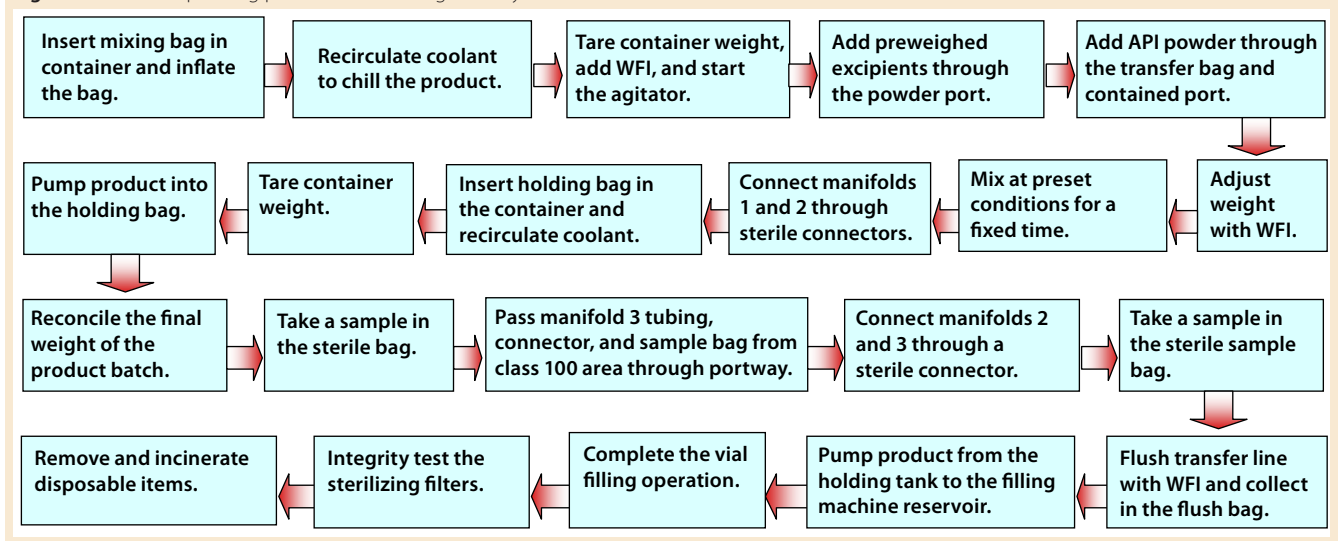 Insert mixing bag in
container and inflate
the bag.
Recirculate coolant
to chill the product.
Tare container weight,
add WFI, and start
the agitator.
Add preweighed
excipients through
the powder port.
Add API powder through
the transfer bag and
contained port.
Adjust
weight
with WFI.
Mix at preset
conditions for a
fixed time.
Connect manifolds
1 and 2 through
sterile connectors.
Insert holding bag in
the container and
recirculate coolant.
Tare container
weight.
Pump product into
the holding bag.
Reconcile the final
weight of the
product batch.
Take a sample in
the sterile bag.
Pass manifold 3 tubing,
connector, and sample bag from
class 100 area through portway.
Connect manifolds 2
and 3 through a
sterile connector.
Take a sample in
the sterile sample
bag.
Flush transfer line
with WFI and collect
in the flush bag.
Pump product from the
holding tank to the filling
machine reservoir.
Complete the vial
filling operation.
Integrity test the
sterilizing filters.
Remove and incinerate
disposable items.